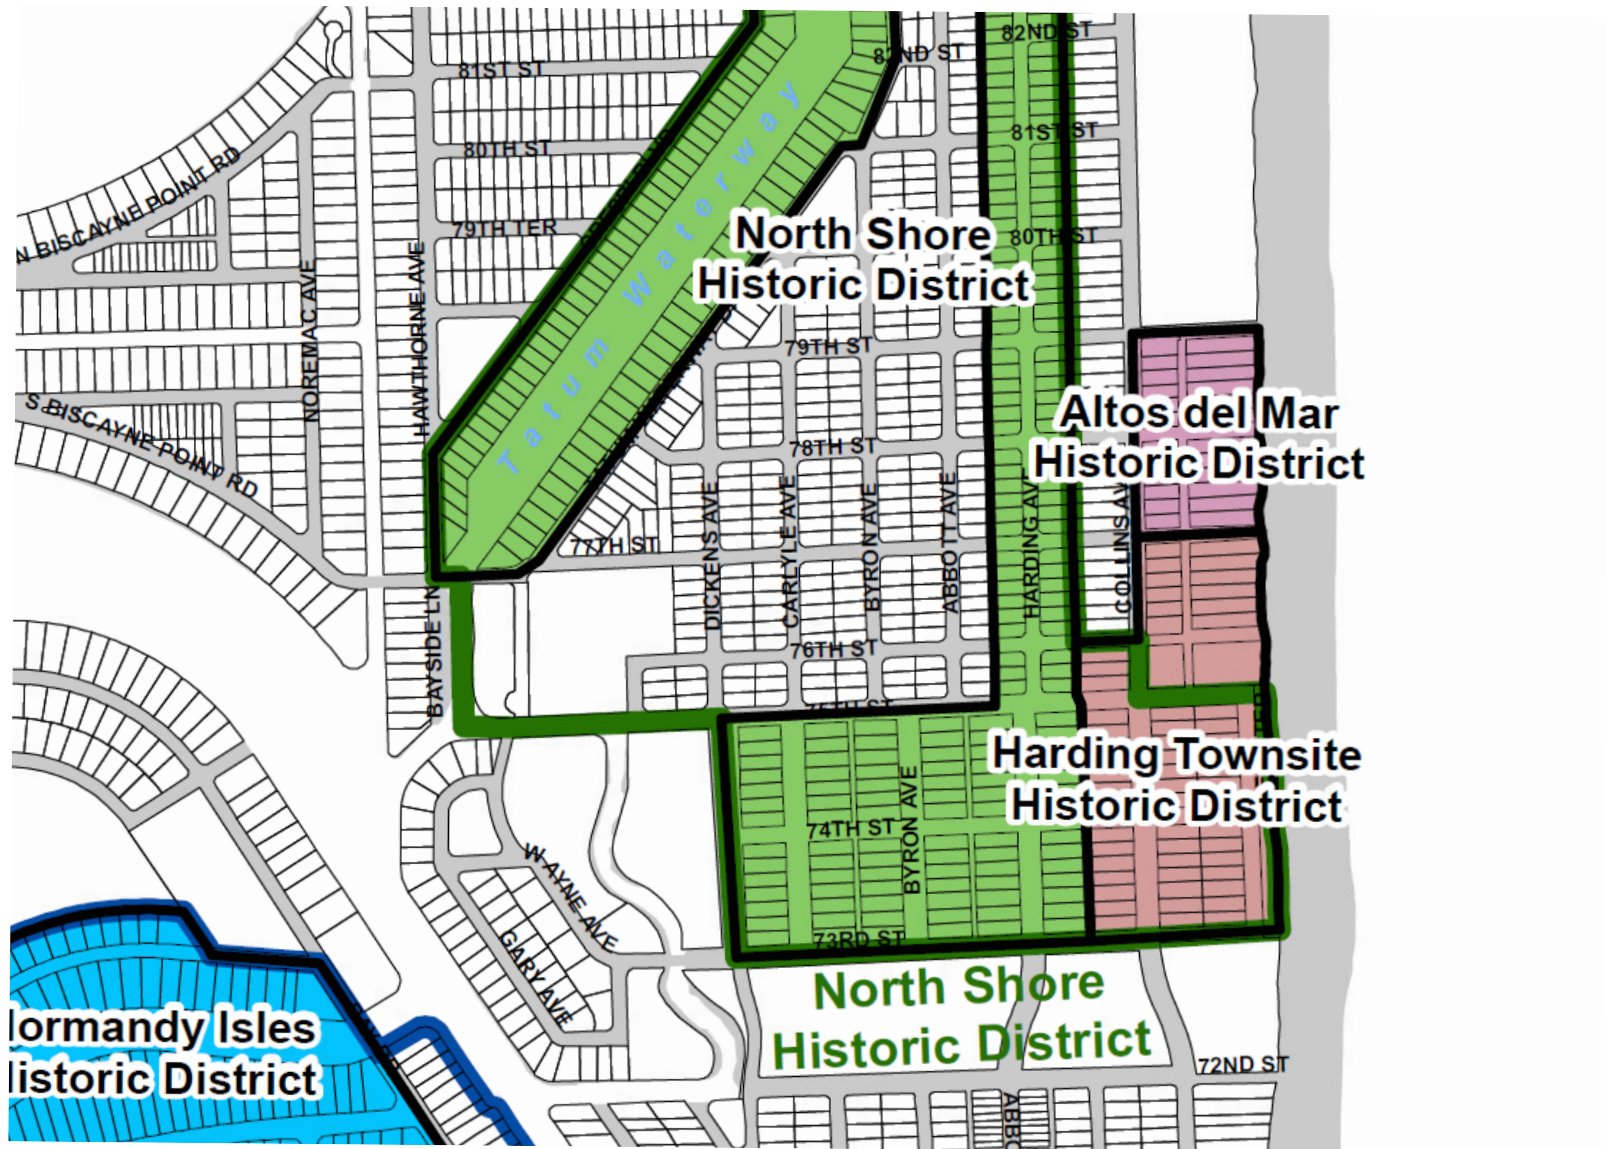 82ND ST
82ND ST
81ST ST
81ST ST
80TH ST
N BISCAYNE POINT RD
Tatum Waterway
79TH TER
North Shore
Historic District
80TH ST
NOREMAC AVE
HAWTHORNE AVE
79TH ST
S BISCAYNE POINT RD
Altos del Mar
Historic District
78TH ST
77TH ST
DICKENS AVE
CARLYLE AVE
BYRON AVE
ABBOTT AVE
HARDING AVE
COLLINS AV
BAYSIDE LN
76TH ST
75TH ST
Harding Townsite
Historic District
74TH ST
BYRON AVE
WAYNE AVE
GARY AVE
73RD ST
North Shore
Historic District
ormandy Isles
istoric District
72ND ST
ABBO